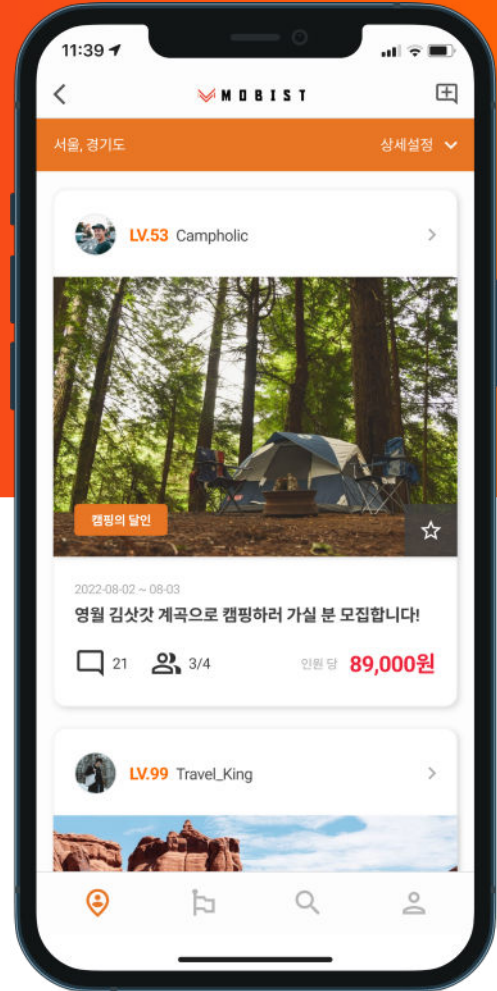 11:39
MOBIST
서울, 경기도
상세설정
LV.53 Campholic
캠핑의 달인
2022-08-02 ~ 08-03
영월 김삿갓 계곡으로 캠핑하러 가실 분 모집합니다!
21
3/4
인원 당 89,000원
LV.99 Travel_King